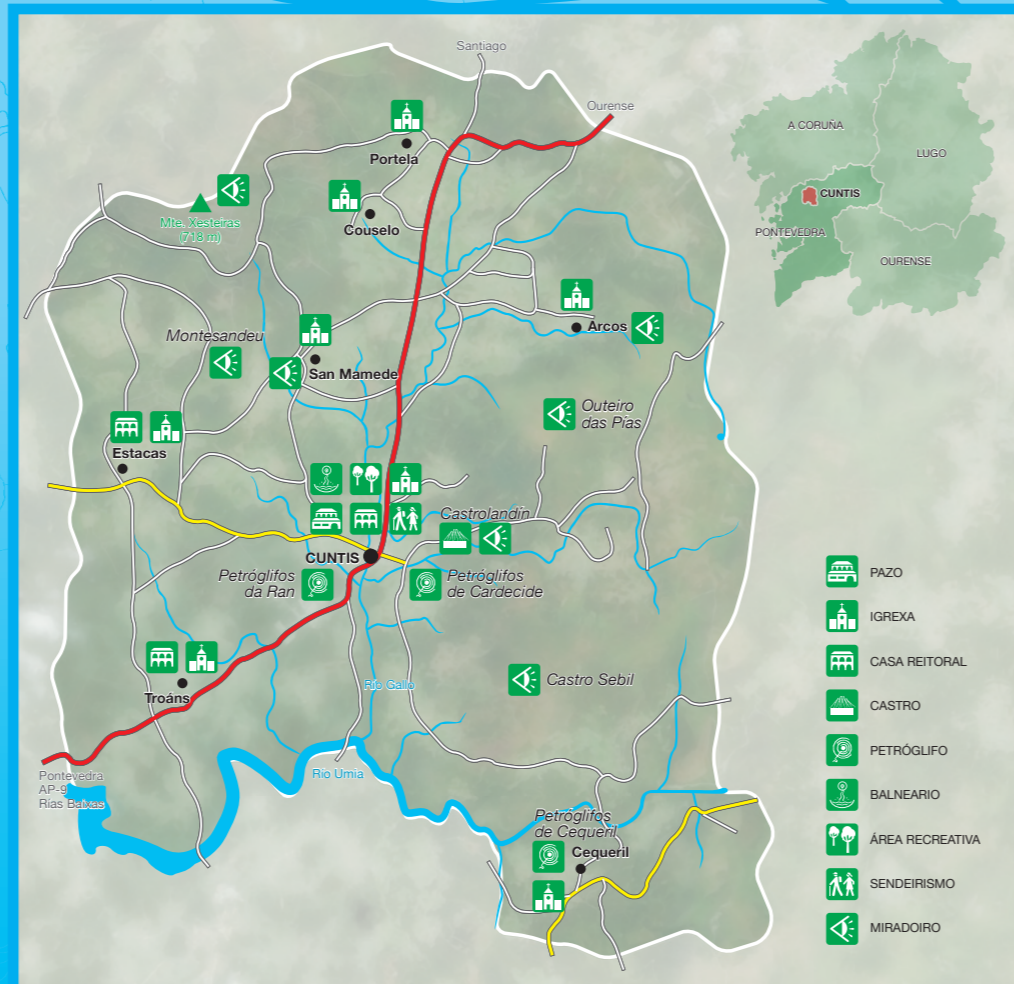 Santiago
Ourense
Portela
Couselo
Mte. Xesteiras
(718 m)
Montesandeu
San Mamede
Arcos
Outeiro
das Pías
Estacas
Castrolandín
CUNTIS
Petróglifos
da Ran
Petróglifos
de Cardecide
Troáns
Río Gallo
Castro Sebil
Pontevedra
AP-9
Rías Baixas
Río Umia
Petróglifos
de Cequeril
Cequeril
A CORUÑA
LUGO
CUNTIS
PONTEVEDRA
OURENSE
PAZO
IGREXA
CASA REITORAL
CASTRO
PETRÓGLIFO
BALNEARIO
ÁREA RECREATIVA
SENDEIRISMO
MIRADOIRO